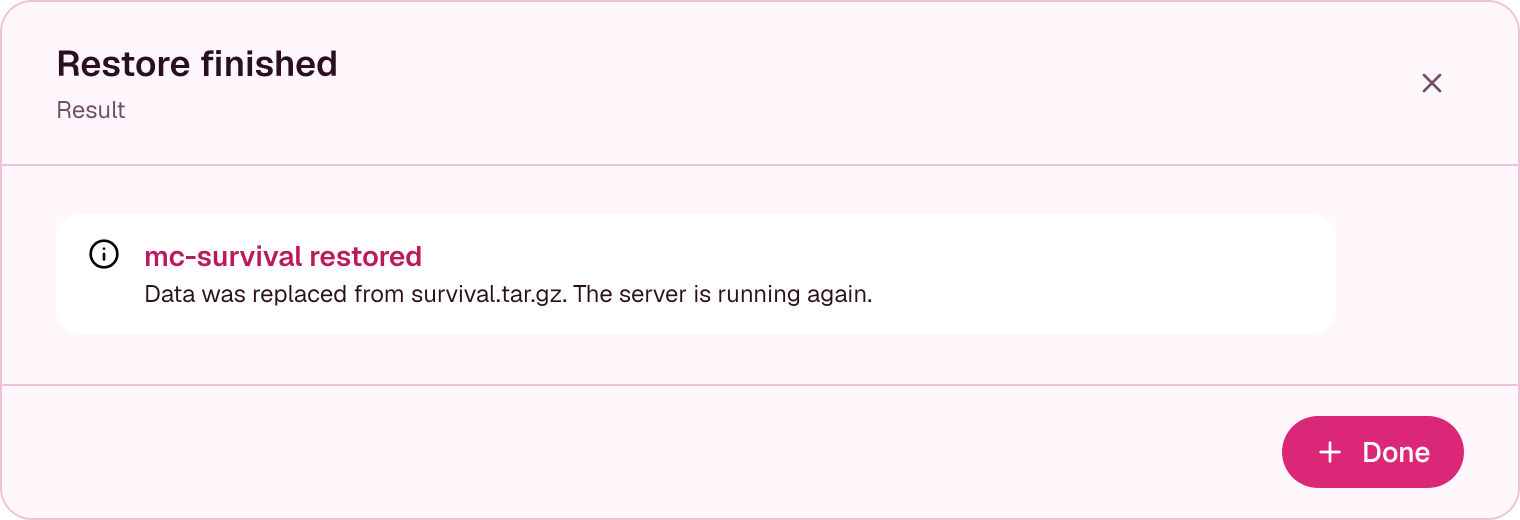 Restore finished
Result
mc-survival restored
Data was replaced from survival.tar.gz. The server is running again.
Done